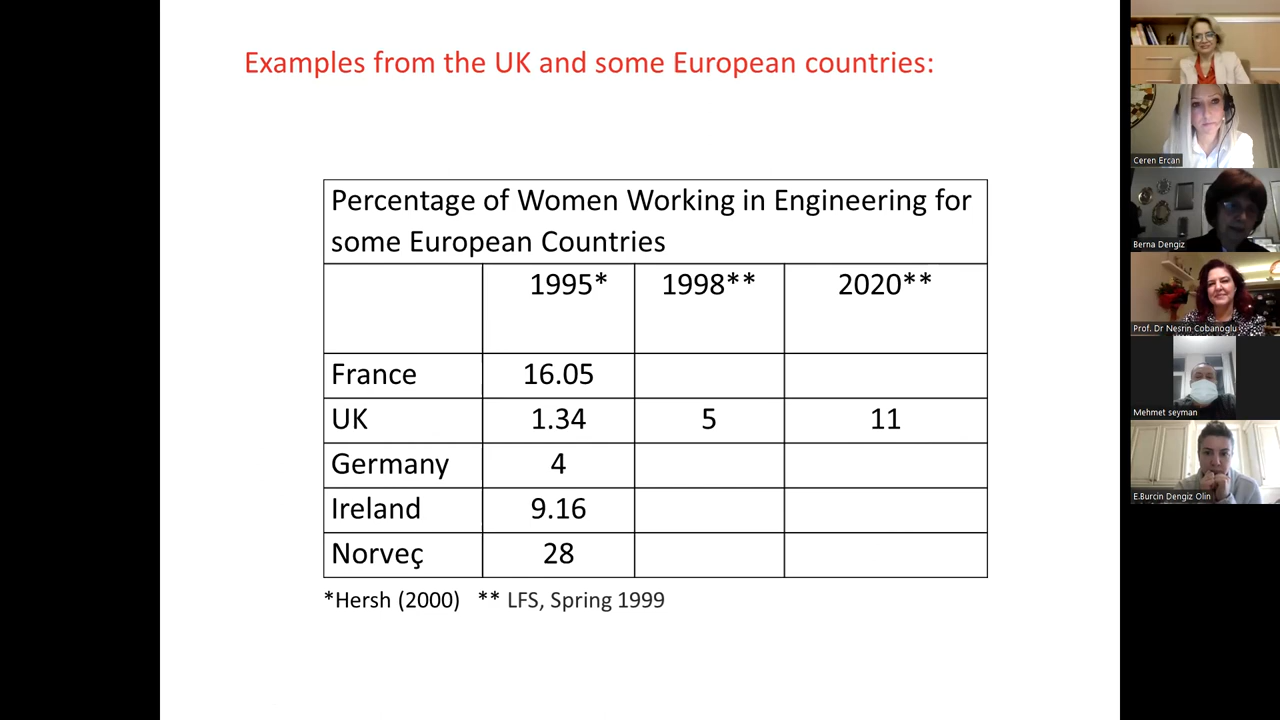 Examples from the UK and some European countries:
Percentage of Women Working in Engineering for
some European Countries
1995* 1998** 2020**
France 16.05
UK 1.34 5 11
Germany 4
Ireland 9.16
Norveç 28
*Hersh (2000) ** LFS, Spring 1999
Ceren Ercan
Berna Dengiz
Prof. Dr Nesrin Cobanoglu
Mehmet seyman
E.Burcin Dengiz Olin